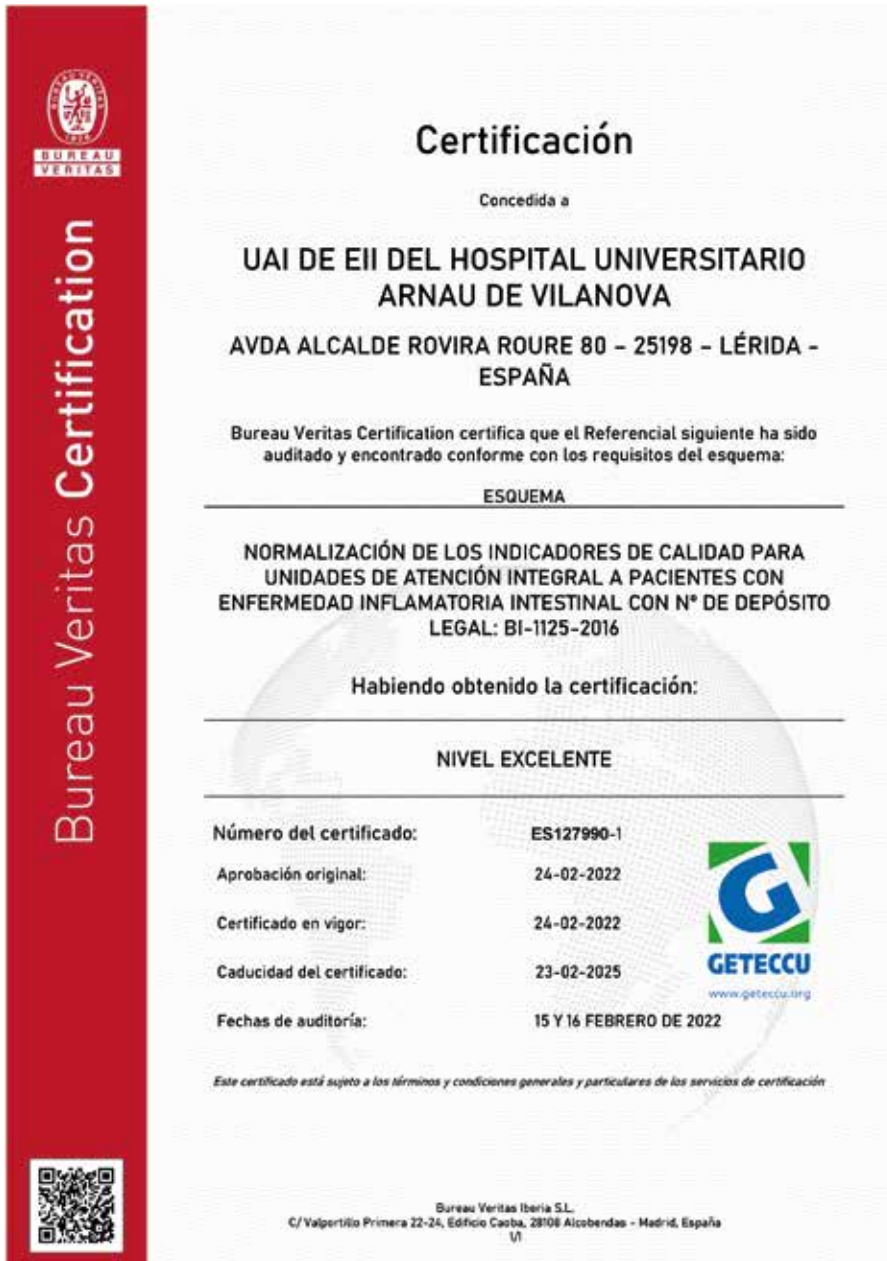 BUREAU VERITAS
1828
BUREAU
VERITAS
Bureau Veritas Certification
Certificación
Concedida a
UAI DE EII DEL HOSPITAL UNIVERSITARIO
ARNAU DE VILANOVA
AVDA ALCALDE ROVIRA ROURE 80 – 25198 – LÉRIDA –
ESPAÑA
Bureau Veritas Certification certifica que el Referencial siguiente ha sido
auditado y encontrado conforme con los requisitos del esquema:
ESQUEMA
NORMALIZACIÓN DE LOS INDICADORES DE CALIDAD PARA
UNIDADES DE ATENCIÓN INTEGRAL A PACIENTES CON
ENFERMEDAD INFLAMATORIA INTESTINAL CON Nº DE DEPÓSITO
LEGAL: BI-1125-2016
Habiendo obtenido la certificación:
NIVEL EXCELENTE
Número del certificado: ES127990-1
Aprobación original: 24-02-2022
Certificado en vigor: 24-02-2022
Caducidad del certificado: 23-02-2025
Fechas de auditoría: 15 Y 16 FEBRERO DE 2022
G
GETECCU
www.geteccu.org
Este certificado está sujeto a los términos y condiciones generales y particulares de los servicios de certificación
Bureau Veritas Iberia S.L.
C/ Valportillo Primera 22-24, Edificio Caoba, 28108 Alcobendas - Madrid, España
1/1